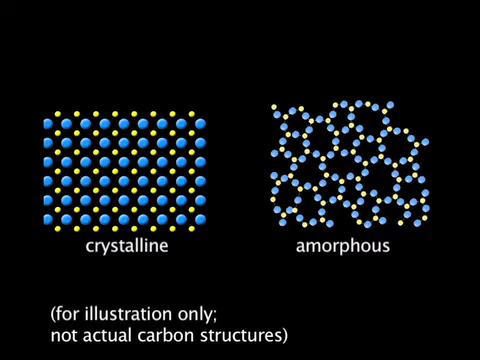 crystalline
amorphous
(for illustration only;
not actual carbon structures)